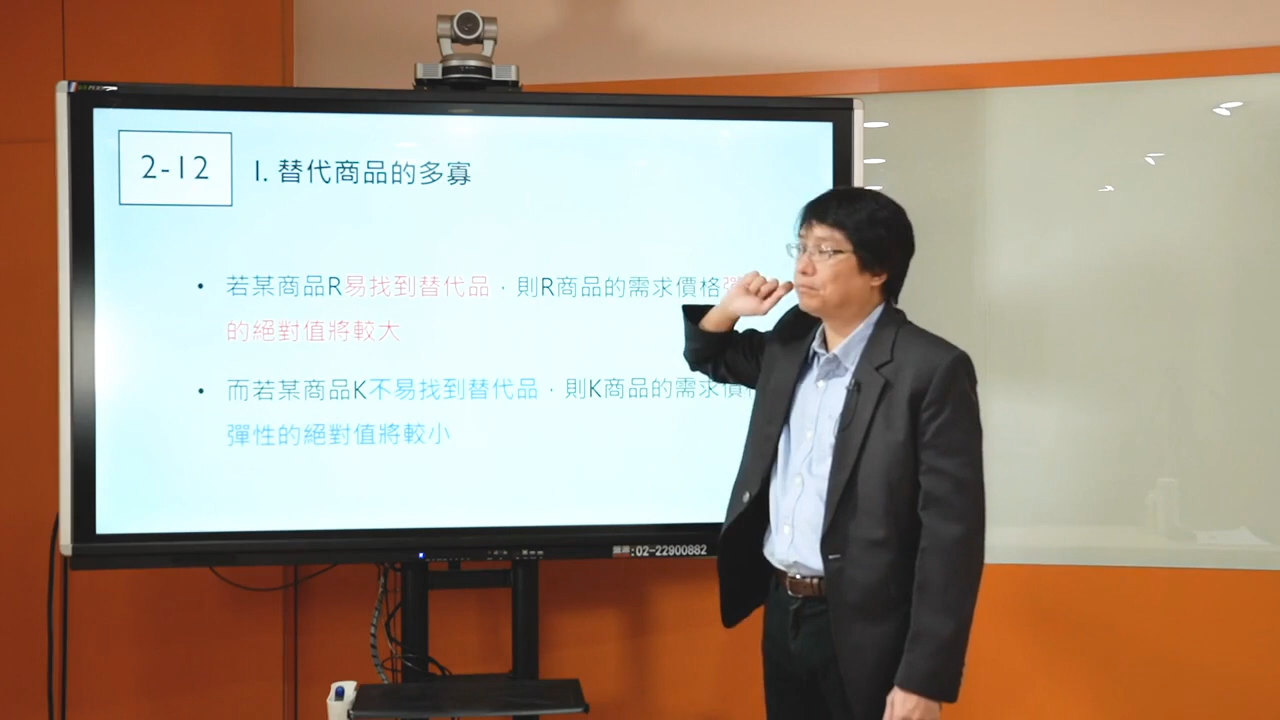 2-12
1. 替代商品的多寡
• 若某商品R易找到替代品，則R商品的需求價格
的絕對值將較大
• 而若某商品K不易找到替代品，則K商品的需求價
彈性的絕對值將較小
:02-22900882